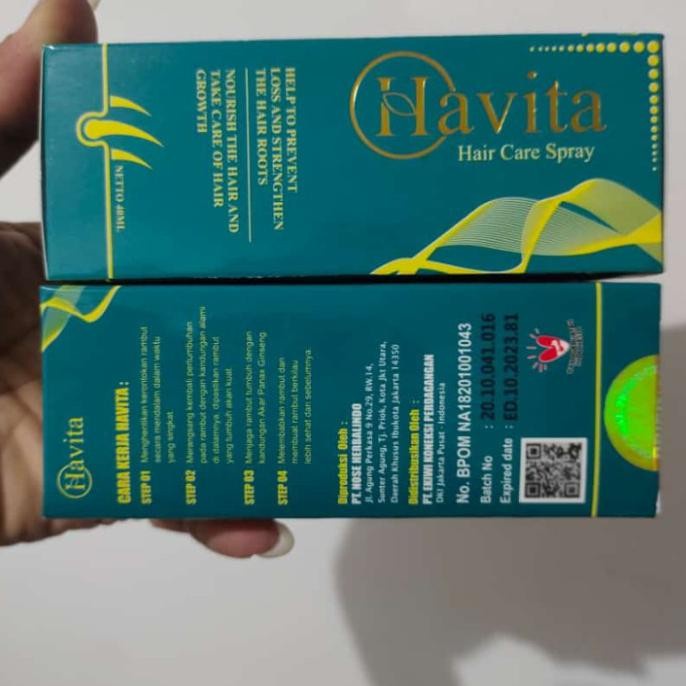 Havita
Hair Care Spray
HELP TO PREVENT
LOSS AND STRENGTHEN
THE HAIR ROOTS
NOURISH THE HAIR AND
TAKE CARE OF HAIR
GROWTH
NETTO 40ML
Havita
CARA KERJA HAVITA :
STEP 01 Menghentikan kerontokan rambut
secara mendalam dalam waktu
yang singkat
STEP 02 Merangsang kembali pertumbuhan
pada rambut dengan kandungan alami
di dalamnya, dipastikan rambut
yang tumbuh akan kuat
STEP 03 Menjaga rambut tumbuh dengan
kandungan Akar Panax Ginseng
STEP 04 Melembabkan rambut dan
membuat rambut berkilau
lebih sehat dari sebelumnya.
Diproduksi Oleh :
PT. NOSE HERBALINDO
Jl. Agung Perkasa 9 No.29, RW.14,
Sunter Agung, Tj. Priok, Kota Jkt Utara,
Daerah Khusus Ibukota Jakarta 14350
Didistribusikan Oleh :
PT. EKIWI KONEKSI PERDAGANGAN
DKI Jakarta Pusat - Indonesia
No. BPOM NA18201001043
Batch No : 20.10.041.016
Expired date : ED.10.2023.81